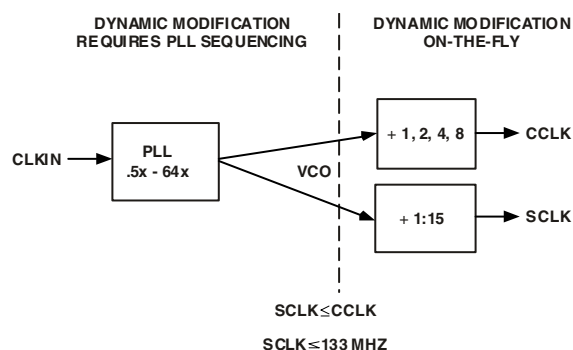 DYNAMIC MODIFICATION
REQUIRES PLL SEQUENCING
DYNAMIC MODIFICATION
ON-THE-FLY
CLKIN
PLL
.5x - 64x
VCO
+ 1, 2, 4, 8
CCLK
+ 1:15
SCLK
SCLK≤CCLK
SCLK≤133 MHZ